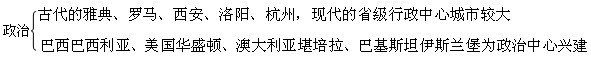 古代的雅典、罗马、西安、洛阳、杭州，现代的省级行政中心城市较大
政治
巴西巴西利亚、美国华盛顿、澳大利亚堪培拉、巴基斯坦伊斯兰堡为政治中心兴建